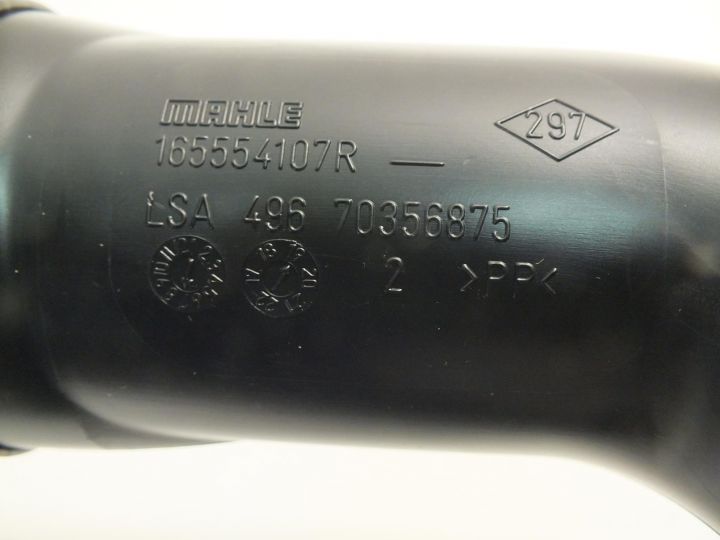 MAHLE
297
165554107R —
LSA 496 70356875
2 >PP<